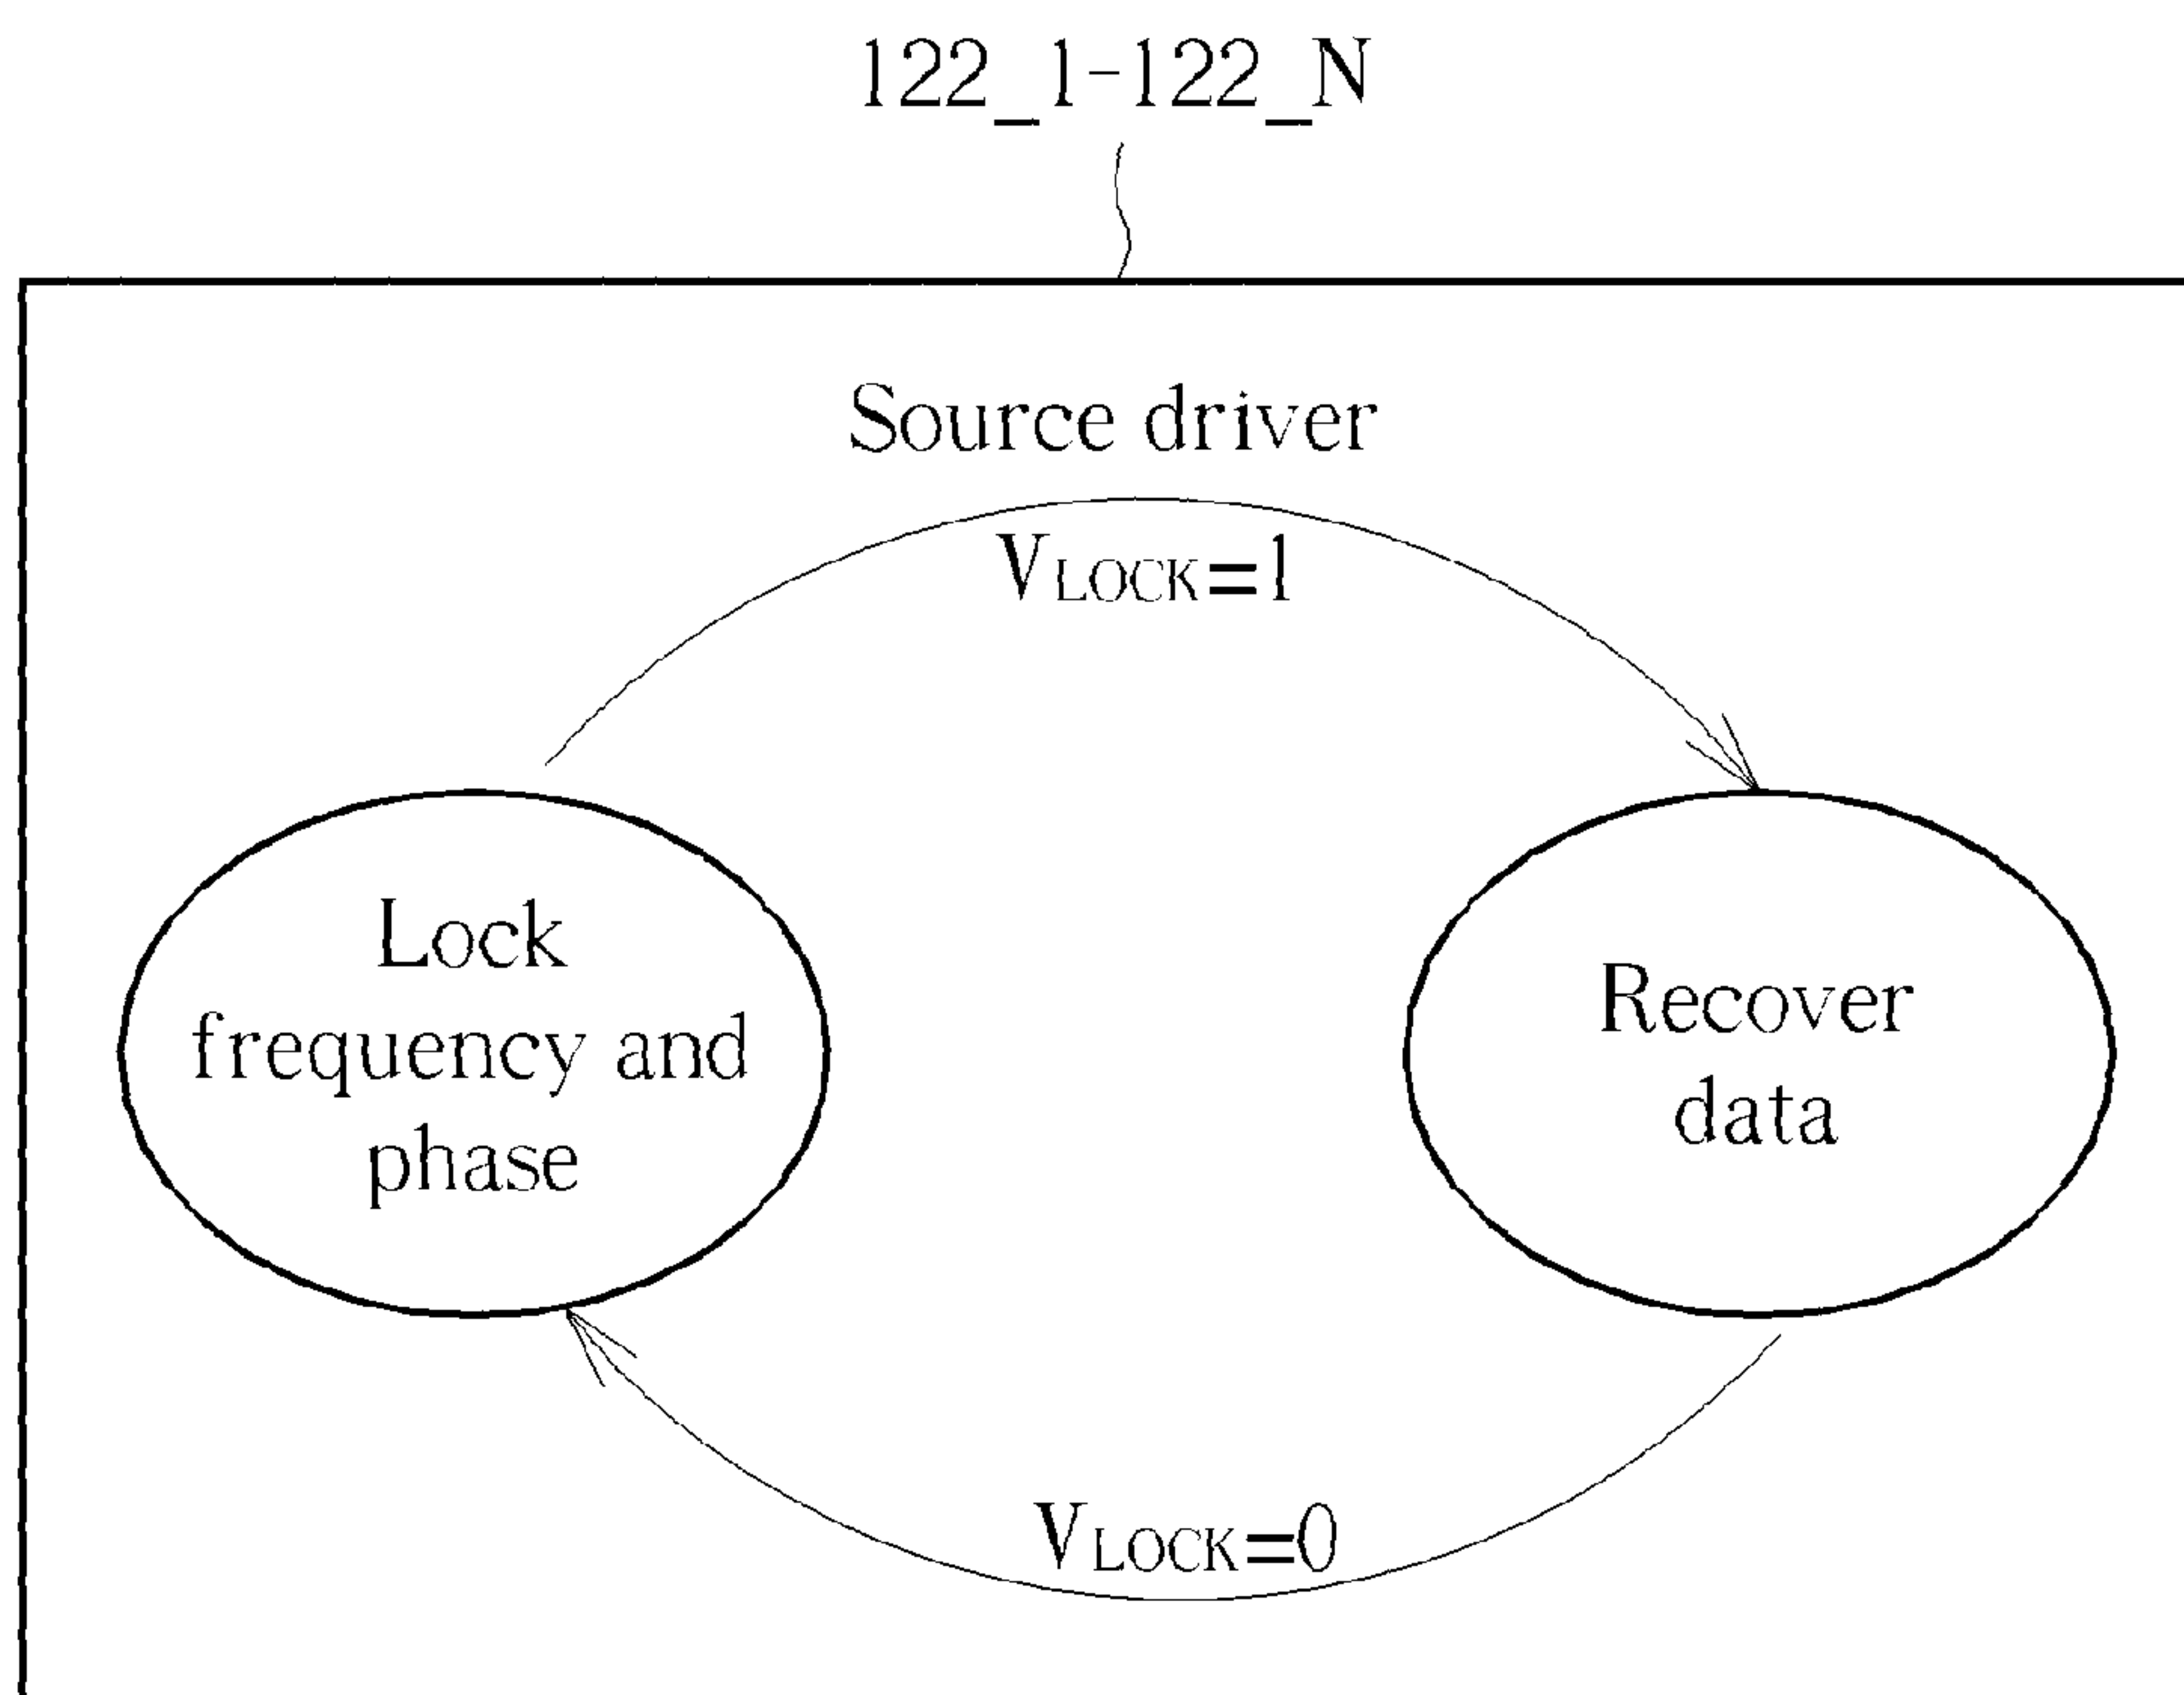 122_1-122_N
Source driver
VLOCK=1
Lock
frequency and
phase
Recover
data
VLOCK=0